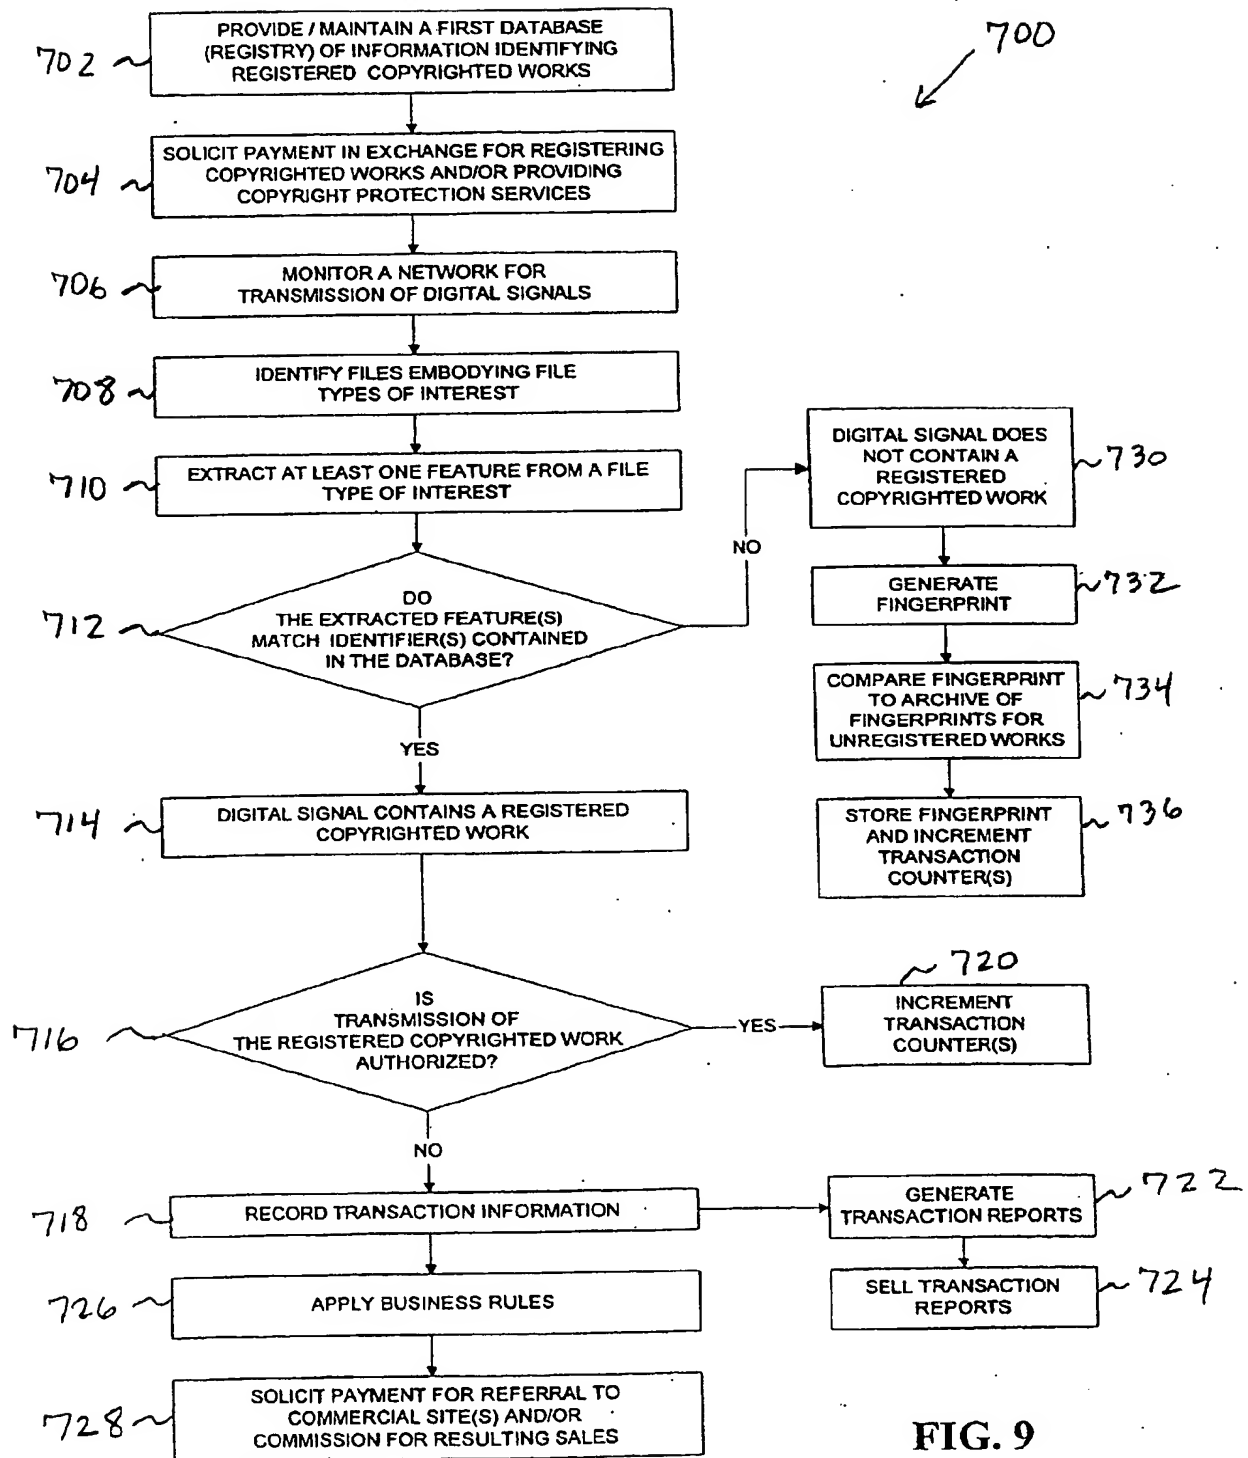 700
702
PROVIDE / MAINTAIN A FIRST DATABASE
(REGISTRY) OF INFORMATION IDENTIFYING
REGISTERED COPYRIGHTED WORKS
704
SOLICIT PAYMENT IN EXCHANGE FOR REGISTERING
COPYRIGHTED WORKS AND/OR PROVIDING
COPYRIGHT PROTECTION SERVICES
706
MONITOR A NETWORK FOR
TRANSMISSION OF DIGITAL SIGNALS
708
IDENTIFY FILES EMBODYING FILE
TYPES OF INTEREST
710
EXTRACT AT LEAST ONE FEATURE FROM A FILE
TYPE OF INTEREST
712
DO
THE EXTRACTED FEATURE(S)
MATCH IDENTIFIER(S) CONTAINED
IN THE DATABASE?
NO
DIGITAL SIGNAL DOES
NOT CONTAIN A
REGISTERED
COPYRIGHTED WORK
730
GENERATE
FINGERPRINT
732
COMPARE FINGERPRINT
TO ARCHIVE OF
FINGERPRINTS FOR
UNREGISTERED WORKS
734
STORE FINGERPRINT
AND INCREMENT
TRANSACTION
COUNTER(S)
736
YES
714
DIGITAL SIGNAL CONTAINS A REGISTERED
COPYRIGHTED WORK
716
IS
TRANSMISSION OF
THE REGISTERED COPYRIGHTED WORK
AUTHORIZED?
YES
720
INCREMENT
TRANSACTION
COUNTER(S)
NO
718
RECORD TRANSACTION INFORMATION
GENERATE
TRANSACTION REPORTS
722
SELL TRANSACTION
REPORTS
724
726
APPLY BUSINESS RULES
728
SOLICIT PAYMENT FOR REFERRAL TO
COMMERCIAL SITE(S) AND/OR
COMMISSION FOR RESULTING SALES
FIG. 9